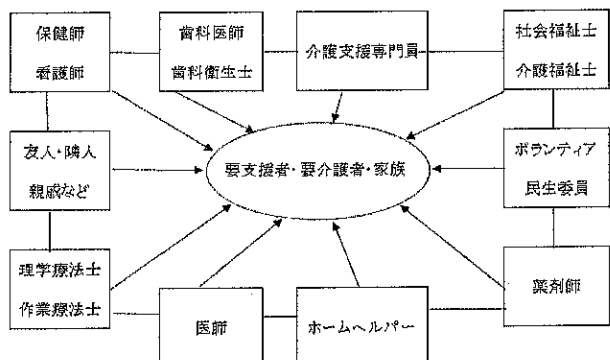 保健師
看護師
歯科医師
歯科衛生士
介護支援専門員
社会福祉士
介護福祉士
友人・隣人
親戚など
要支援者・要介護者・家族
ボランティア
民生委員
理学療法士
作業療法士
医師
ホームヘルパー
薬剤師